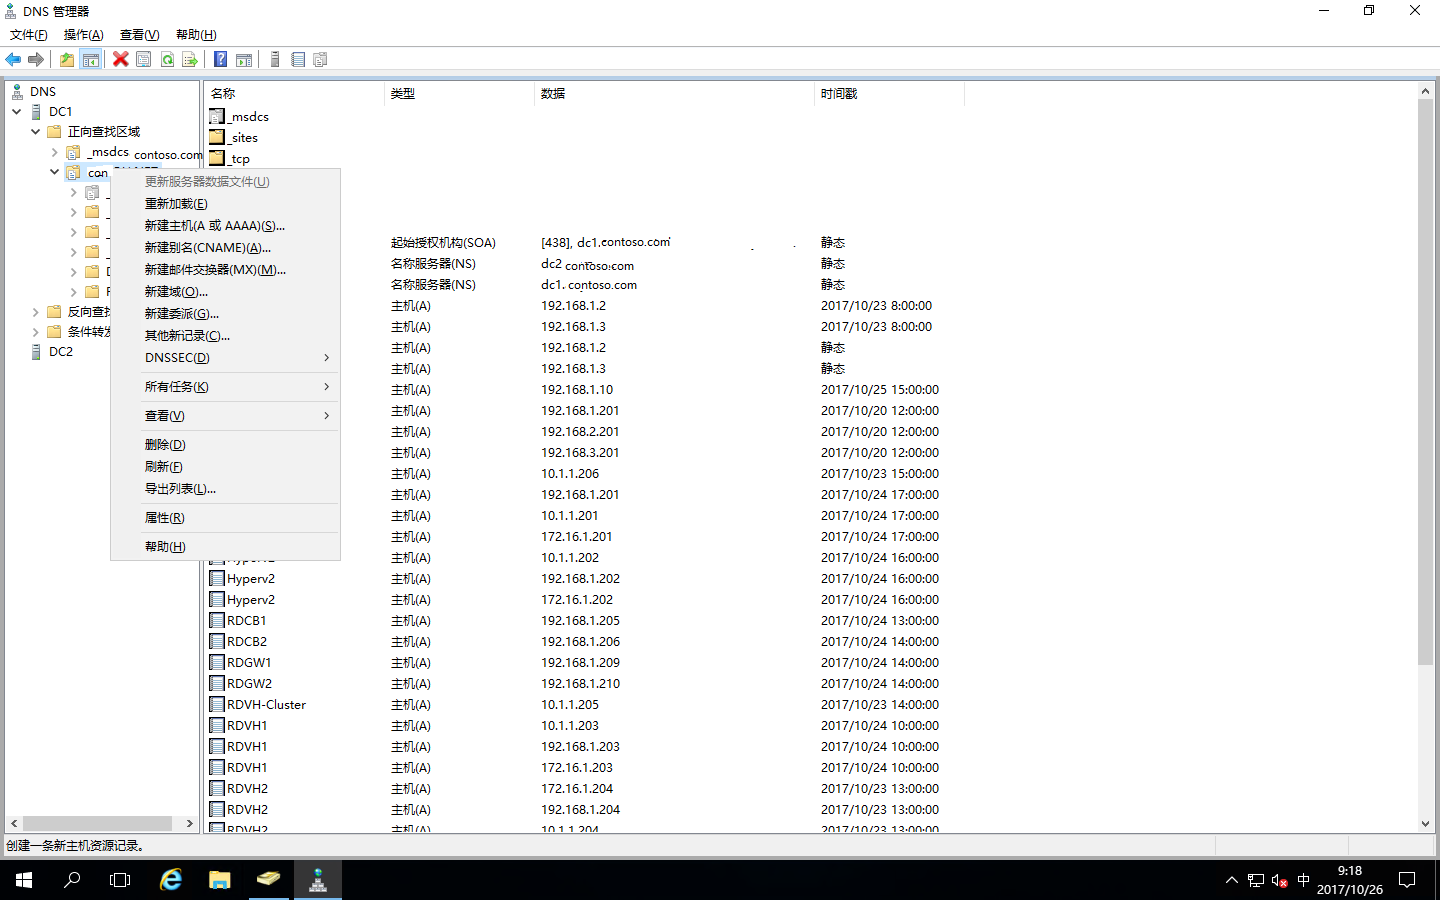 DNS 管理器
文件(F) 操作(A) 查看(V) 帮助(H)
DNS
DC1
正向查找区域
_msdcs contoso.com
con
反向查
条件转发
DC2
更新服务器数据文件(U)
重新加载(E)
新建主机(A 或 AAAA)(S)...
新建别名(CNAME)(A)...
新建邮件交换器(MX)(M)...
新建域(O)...
新建委派(G)...
其他新记录(C)...
DNSSEC(D)
所有任务(K)
查看(V)
删除(D)
刷新(F)
导出列表(L)...
属性(R)
帮助(H)
名称 类型 数据 时间戳
_msdcs
_sites
_tcp
起始授权机构(SOA) [438], dc1.contoso.com 静态
名称服务器(NS) dc2 contoso.com 静态
名称服务器(NS) dc1. contoso.com 静态
主机(A) 192.168.1.2 2017/10/23 8:00:00
主机(A) 192.168.1.3 2017/10/23 8:00:00
主机(A) 192.168.1.2 静态
主机(A) 192.168.1.3 静态
主机(A) 192.168.1.10 2017/10/25 15:00:00
主机(A) 192.168.1.201 2017/10/20 12:00:00
主机(A) 192.168.2.201 2017/10/20 12:00:00
主机(A) 192.168.3.201 2017/10/20 12:00:00
主机(A) 10.1.1.206 2017/10/23 15:00:00
主机(A) 192.168.1.201 2017/10/24 17:00:00
主机(A) 10.1.1.201 2017/10/24 17:00:00
主机(A) 172.16.1.201 2017/10/24 17:00:00
主机(A) 10.1.1.202 2017/10/24 16:00:00
Hyperv2 主机(A) 192.168.1.202 2017/10/24 16:00:00
Hyperv2 主机(A) 172.16.1.202 2017/10/24 16:00:00
RDCB1 主机(A) 192.168.1.205 2017/10/24 13:00:00
RDCB2 主机(A) 192.168.1.206 2017/10/24 14:00:00
RDGW1 主机(A) 192.168.1.209 2017/10/24 14:00:00
RDGW2 主机(A) 192.168.1.210 2017/10/24 14:00:00
RDVH-Cluster 主机(A) 10.1.1.205 2017/10/23 14:00:00
RDVH1 主机(A) 10.1.1.203 2017/10/24 10:00:00
RDVH1 主机(A) 192.168.1.203 2017/10/24 10:00:00
RDVH1 主机(A) 172.16.1.203 2017/10/24 10:00:00
RDVH2 主机(A) 172.16.1.204 2017/10/23 13:00:00
RDVH2 主机(A) 192.168.1.204 2017/10/23 13:00:00
RDVH2 主机(A) 10.1.1.204 2017/10/23 13:00:00
创建一条新主机资源记录。
中
9:18
2017/10/26